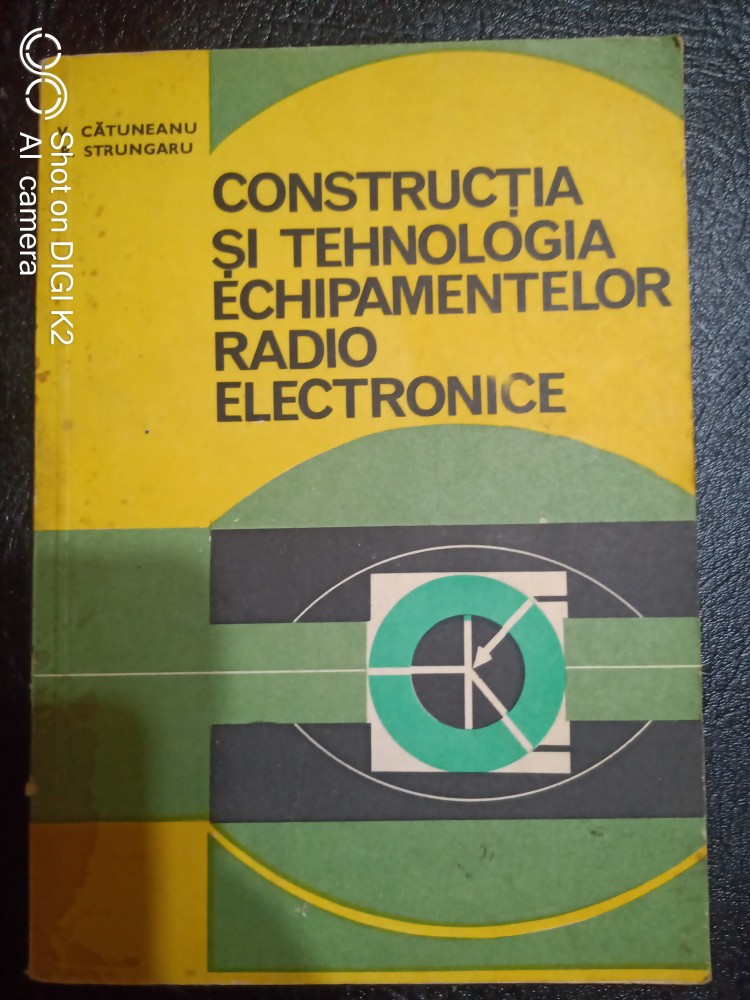 V. CĂTUNEANU
R. STRUNGARU
CONSTRUCȚIA
ȘI TEHNOLOGIA
ECHIPAMENTELOR
RADIO
ELECTRONICE
Shot on DIGI K2
AI camera